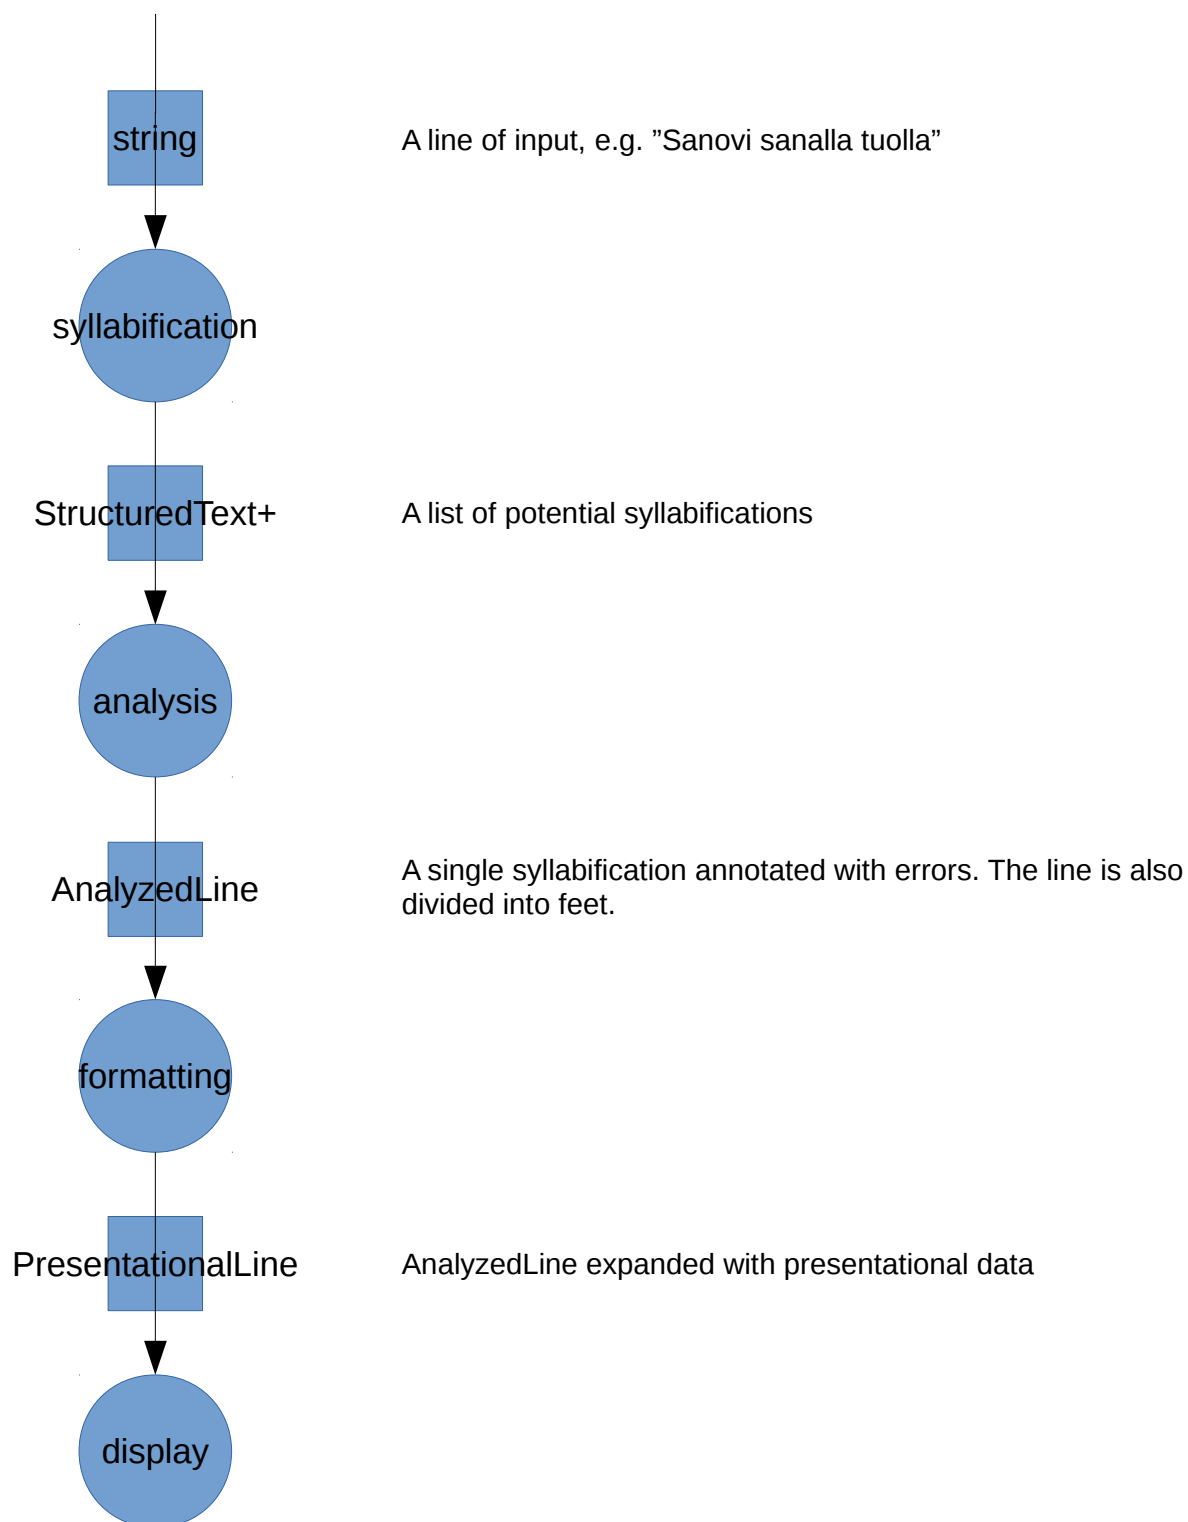 string
A line of input, e.g. ”Sanovi sanalla tuolla”
syllabification
StructuredText+
A list of potential syllabifications
analysis
AnalyzedLine
A single syllabification annotated with errors. The line is also
divided into feet.
formatting
PresentationalLine
AnalyzedLine expanded with presentational data
display